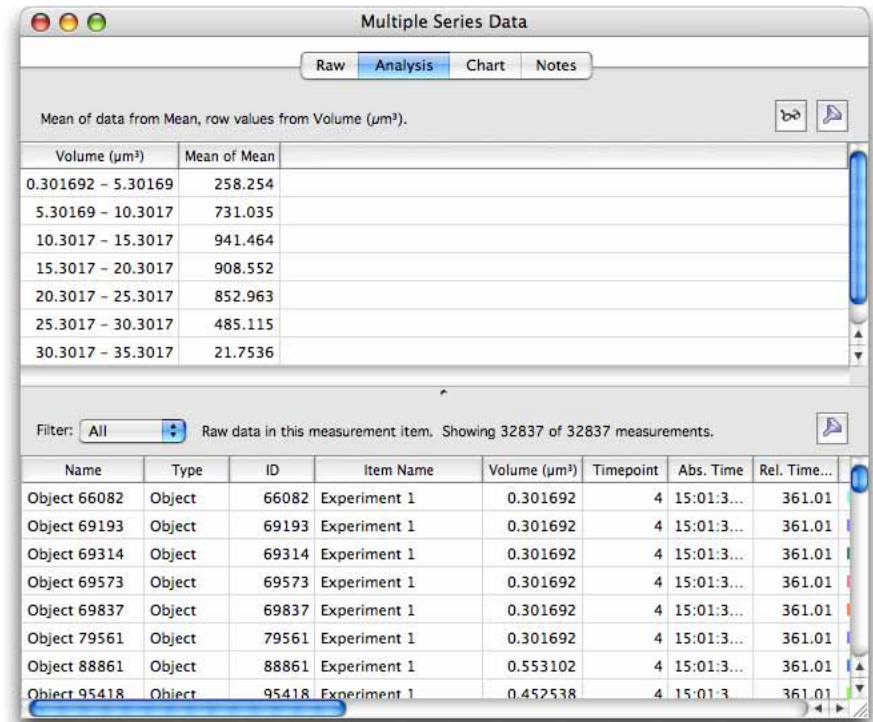 Multiple Series Data
Raw Analysis Chart Notes
Mean of data from Mean, row values from Volume (µm³).
Volume (µm³) Mean of Mean
0.301692 – 5.30169 258.254
5.30169 – 10.3017 731.035
10.3017 – 15.3017 941.464
15.3017 – 20.3017 908.552
20.3017 – 25.3017 852.963
25.3017 – 30.3017 485.115
30.3017 – 35.3017 21.7536
Filter: All Raw data in this measurement item. Showing 32837 of 32837 measurements.
Name Type ID Item Name Volume (µm³) Timepoint Abs. Time Rel. Time...
Object 66082 Object 66082 Experiment 1 0.301692 4 15:01:3... 361.01
Object 69193 Object 69193 Experiment 1 0.301692 4 15:01:3... 361.01
Object 69314 Object 69314 Experiment 1 0.301692 4 15:01:3... 361.01
Object 69573 Object 69573 Experiment 1 0.301692 4 15:01:3... 361.01
Object 69837 Object 69837 Experiment 1 0.301692 4 15:01:3... 361.01
Object 79561 Object 79561 Experiment 1 0.301692 4 15:01:3... 361.01
Object 88861 Object 88861 Experiment 1 0.553102 4 15:01:3... 361.01
Object 95418 Object 95418 Experiment 1 0.452538 4 15:01:3... 361.01